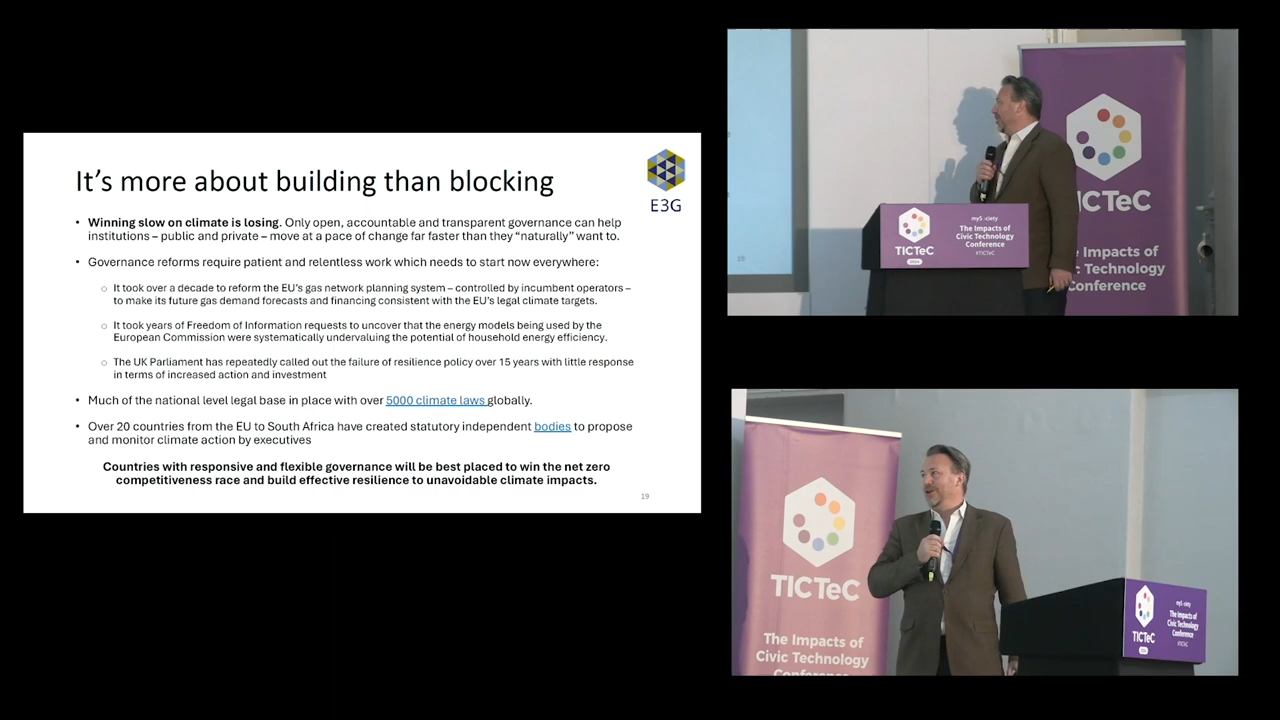 It's more about building than blocking
E3G
• Winning slow on climate is losing. Only open, accountable and transparent governance can help
institutions – public and private – move at a pace of change far faster than they “naturally” want to.
• Governance reforms require patient and relentless work which needs to start now everywhere:
○ It took over a decade to reform the EU's gas network planning system – controlled by incumbent operators –
to make its future gas demand forecasts and financing consistent with the EU's legal climate targets.
○ It took years of Freedom of Information requests to uncover that the energy models being used by the
European Commission were systematically undervaluing the potential of household energy efficiency.
○ The UK Parliament has repeatedly called out the failure of resilience policy over 15 years with little response
in terms of increased action and investment
• Much of the national level legal base in place with over 5000 climate laws globally.
• Over 20 countries from the EU to South Africa have created statutory independent bodies to propose
and monitor climate action by executives
Countries with responsive and flexible governance will be best placed to win the net zero
competitiveness race and build effective resilience to unavoidable climate impacts.
19
TICTeC
The Impacts of
Civic Technology
Conference
#TICTeC
ICTeC
Impacts of
Technology
Conference
19
TICTeC
The Impacts of
Civic Technology
Conference
TICTeC
The Impacts of
Civic Technology
Conference
#TICTeC